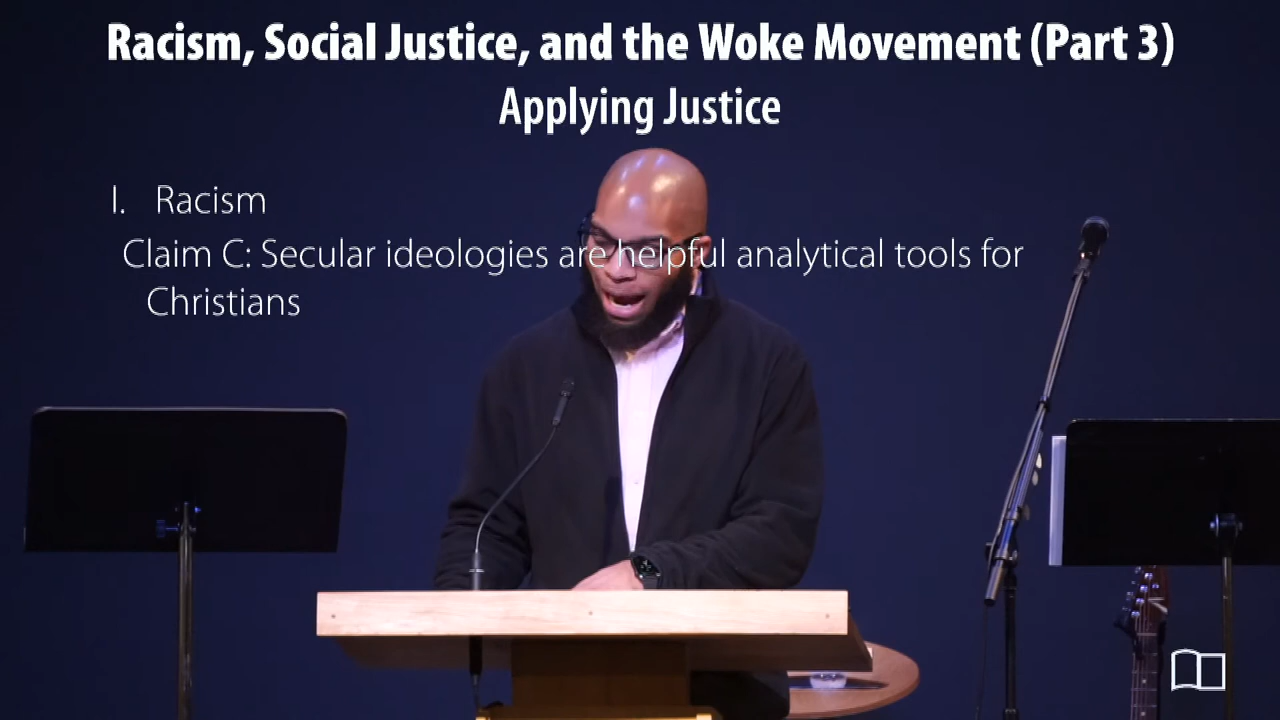 Racism, Social Justice, and the Woke Movement (Part 3)
Applying Justice
I. Racism
Claim C: Secular ideologies are helpful analytical tools for
Christians